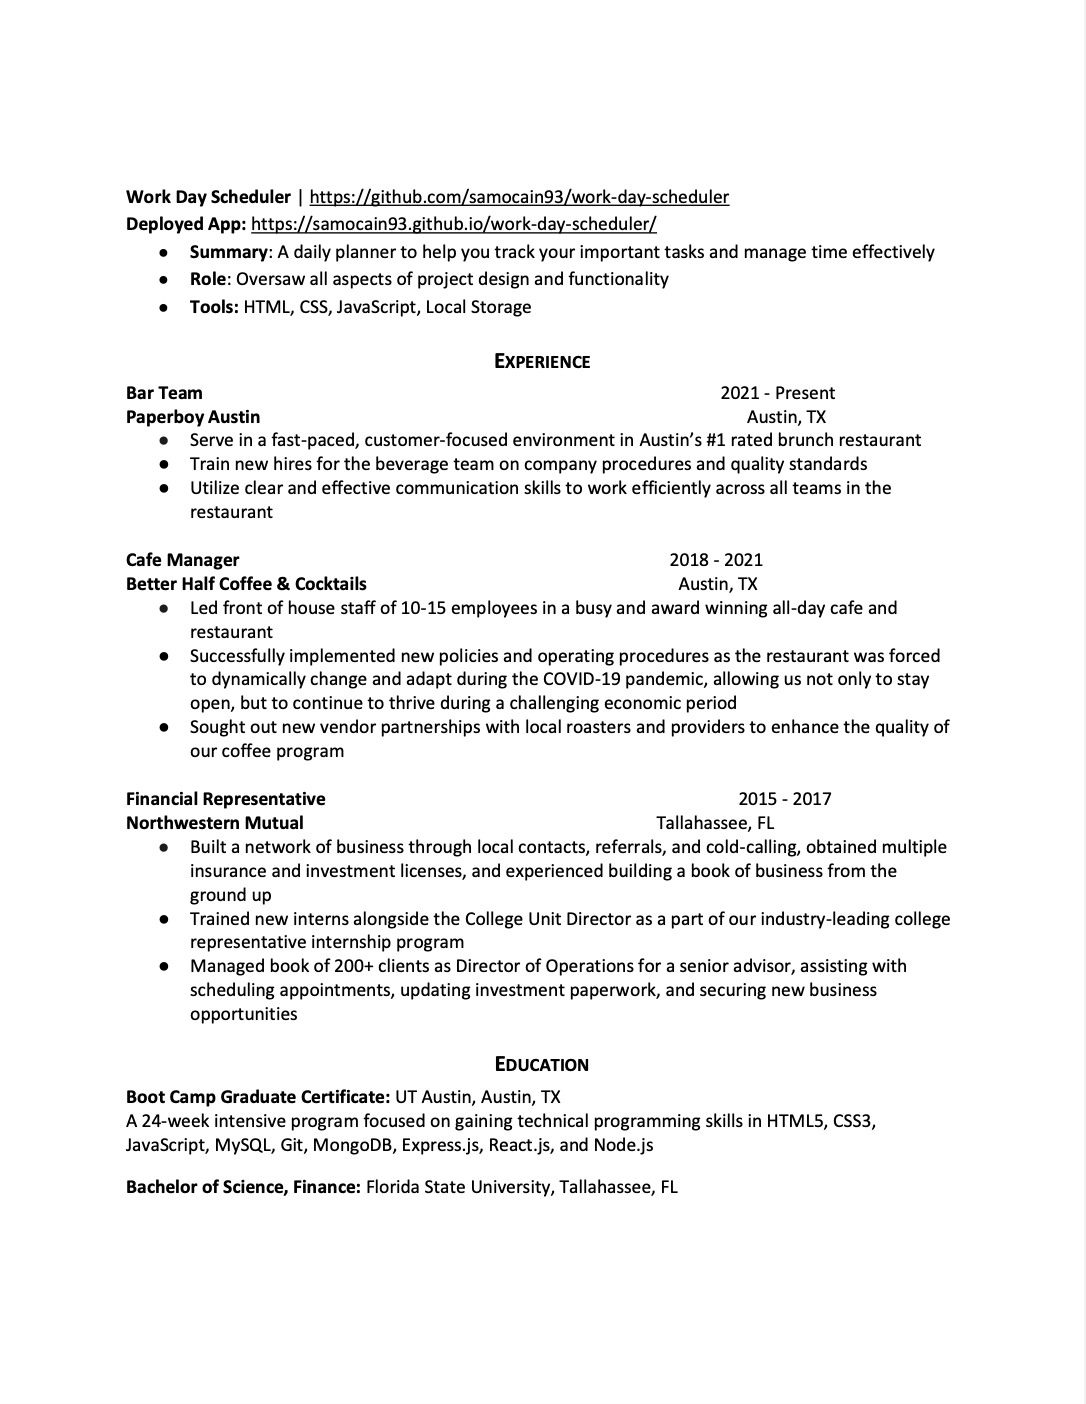 Work Day Scheduler | https://github.com/samocain93/work-day-scheduler
Deployed App: https://samocain93.github.io/work-day-scheduler/
● Summary: A daily planner to help you track your important tasks and manage time effectively
● Role: Oversaw all aspects of project design and functionality
● Tools: HTML, CSS, JavaScript, Local Storage
EXPERIENCE
Bar Team 2021 - Present
Paperboy Austin Austin, TX
● Serve in a fast-paced, customer-focused environment in Austin’s #1 rated brunch restaurant
● Train new hires for the beverage team on company procedures and quality standards
● Utilize clear and effective communication skills to work efficiently across all teams in the
restaurant
Cafe Manager 2018 - 2021
Better Half Coffee & Cocktails Austin, TX
● Led front of house staff of 10-15 employees in a busy and award winning all-day cafe and
restaurant
● Successfully implemented new policies and operating procedures as the restaurant was forced
to dynamically change and adapt during the COVID-19 pandemic, allowing us not only to stay
open, but to continue to thrive during a challenging economic period
● Sought out new vendor partnerships with local roasters and providers to enhance the quality of
our coffee program
Financial Representative 2015 - 2017
Northwestern Mutual Tallahassee, FL
● Built a network of business through local contacts, referrals, and cold-calling, obtained multiple
insurance and investment licenses, and experienced building a book of business from the
ground up
● Trained new interns alongside the College Unit Director as a part of our industry-leading college
representative internship program
● Managed book of 200+ clients as Director of Operations for a senior advisor, assisting with
scheduling appointments, updating investment paperwork, and securing new business
opportunities
EDUCATION
Boot Camp Graduate Certificate: UT Austin, Austin, TX
A 24-week intensive program focused on gaining technical programming skills in HTML5, CSS3,
JavaScript, MySQL, Git, MongoDB, Express.js, React.js, and Node.js
Bachelor of Science, Finance: Florida State University, Tallahassee, FL